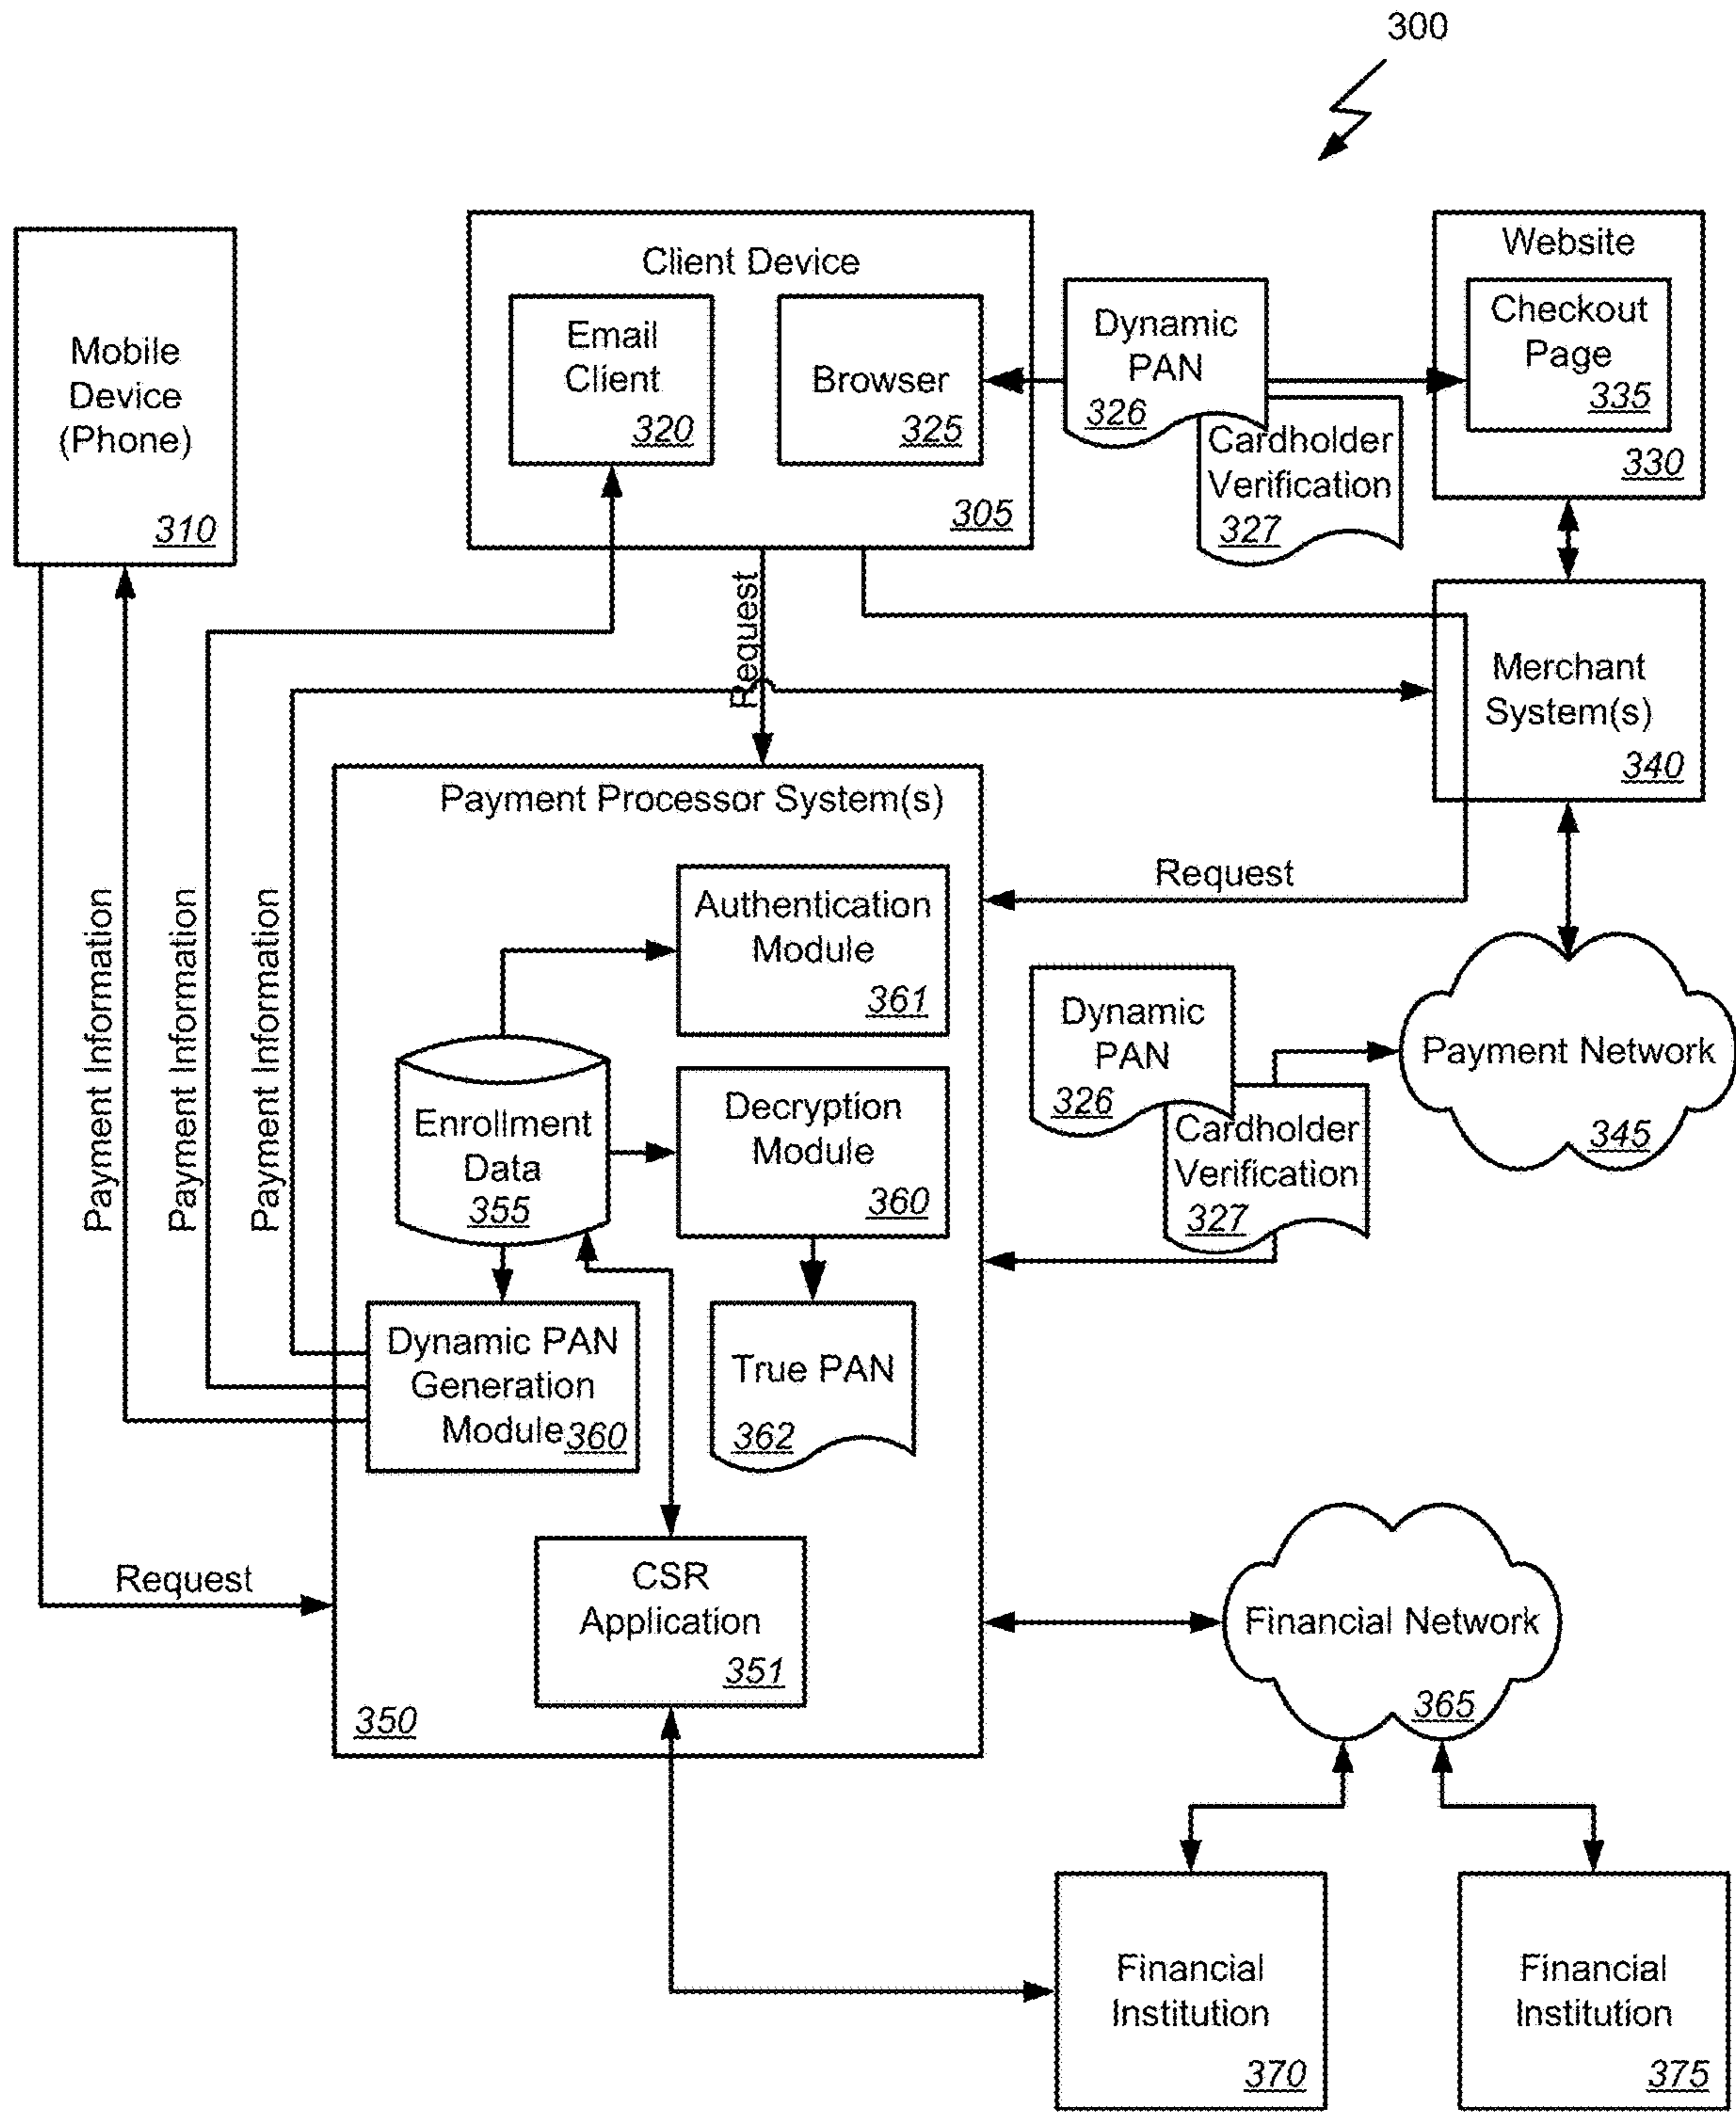 300
Mobile
Device
(Phone)
310
Client Device
Email
Client
320
Browser
325
305
Dynamic
PAN
326
Cardholder
Verification
327
Website
Checkout
Page
335
330
Request
Merchant
System(s)
340
Payment Information
Payment Information
Payment Information
Payment Processor System(s)
Authentication
Module
361
Request
Enrollment
Data
355
Decryption
Module
360
Dynamic
PAN
326
Cardholder
Verification
327
Payment Network
345
Dynamic PAN
Generation
Module
360
True PAN
362
Request
CSR
Application
351
350
Financial Network
365
Financial
Institution
370
Financial
Institution
375